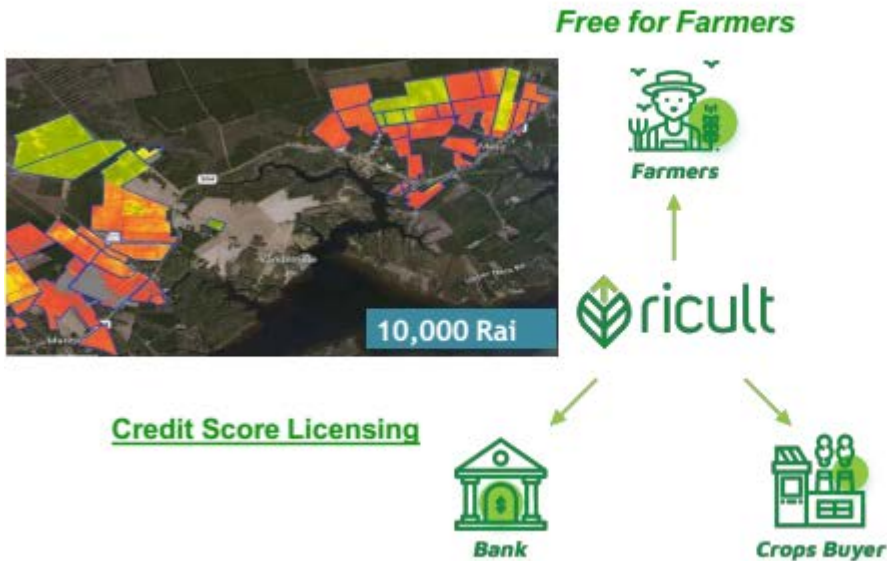 Free for Farmers
Farmers
ricult
10,000 Rai
Credit Score Licensing
Bank
Crops Buyer